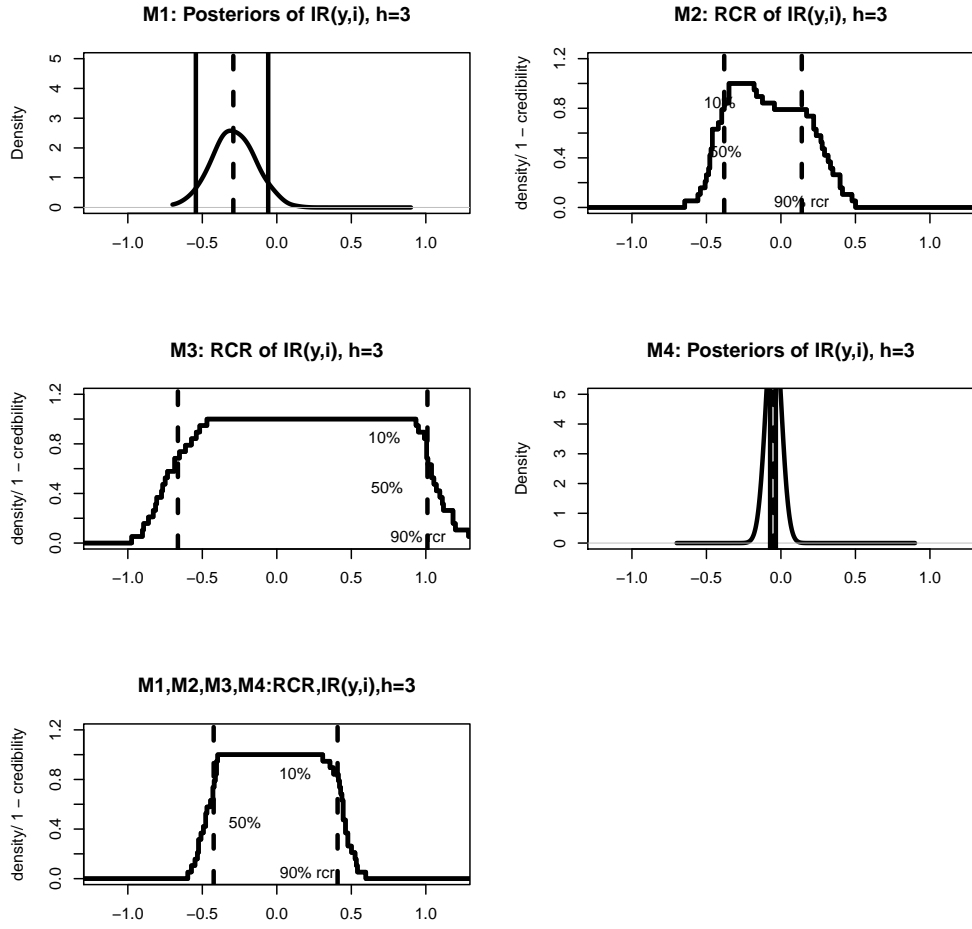 M1: Posteriors of IR(y,i), h=3
Density
0 1 2 3 4 5
−1.0 −0.5 0.0 0.5 1.0
M2: RCR of IR(y,i), h=3
density/ 1 − credibility
0.0 0.4 0.8 1.2
10%
50%
90% rcr
−1.0 −0.5 0.0 0.5 1.0
M3: RCR of IR(y,i), h=3
density/ 1 − credibility
0.0 0.4 0.8 1.2
10%
50%
90% rcr
−1.0 −0.5 0.0 0.5 1.0
M4: Posteriors of IR(y,i), h=3
Density
0 1 2 3 4 5
−1.0 −0.5 0.0 0.5 1.0
M1,M2,M3,M4:RCR,IR(y,i),h=3
density/ 1 − credibility
0.0 0.4 0.8 1.2
10%
50%
90% rcr
−1.0 −0.5 0.0 0.5 1.0